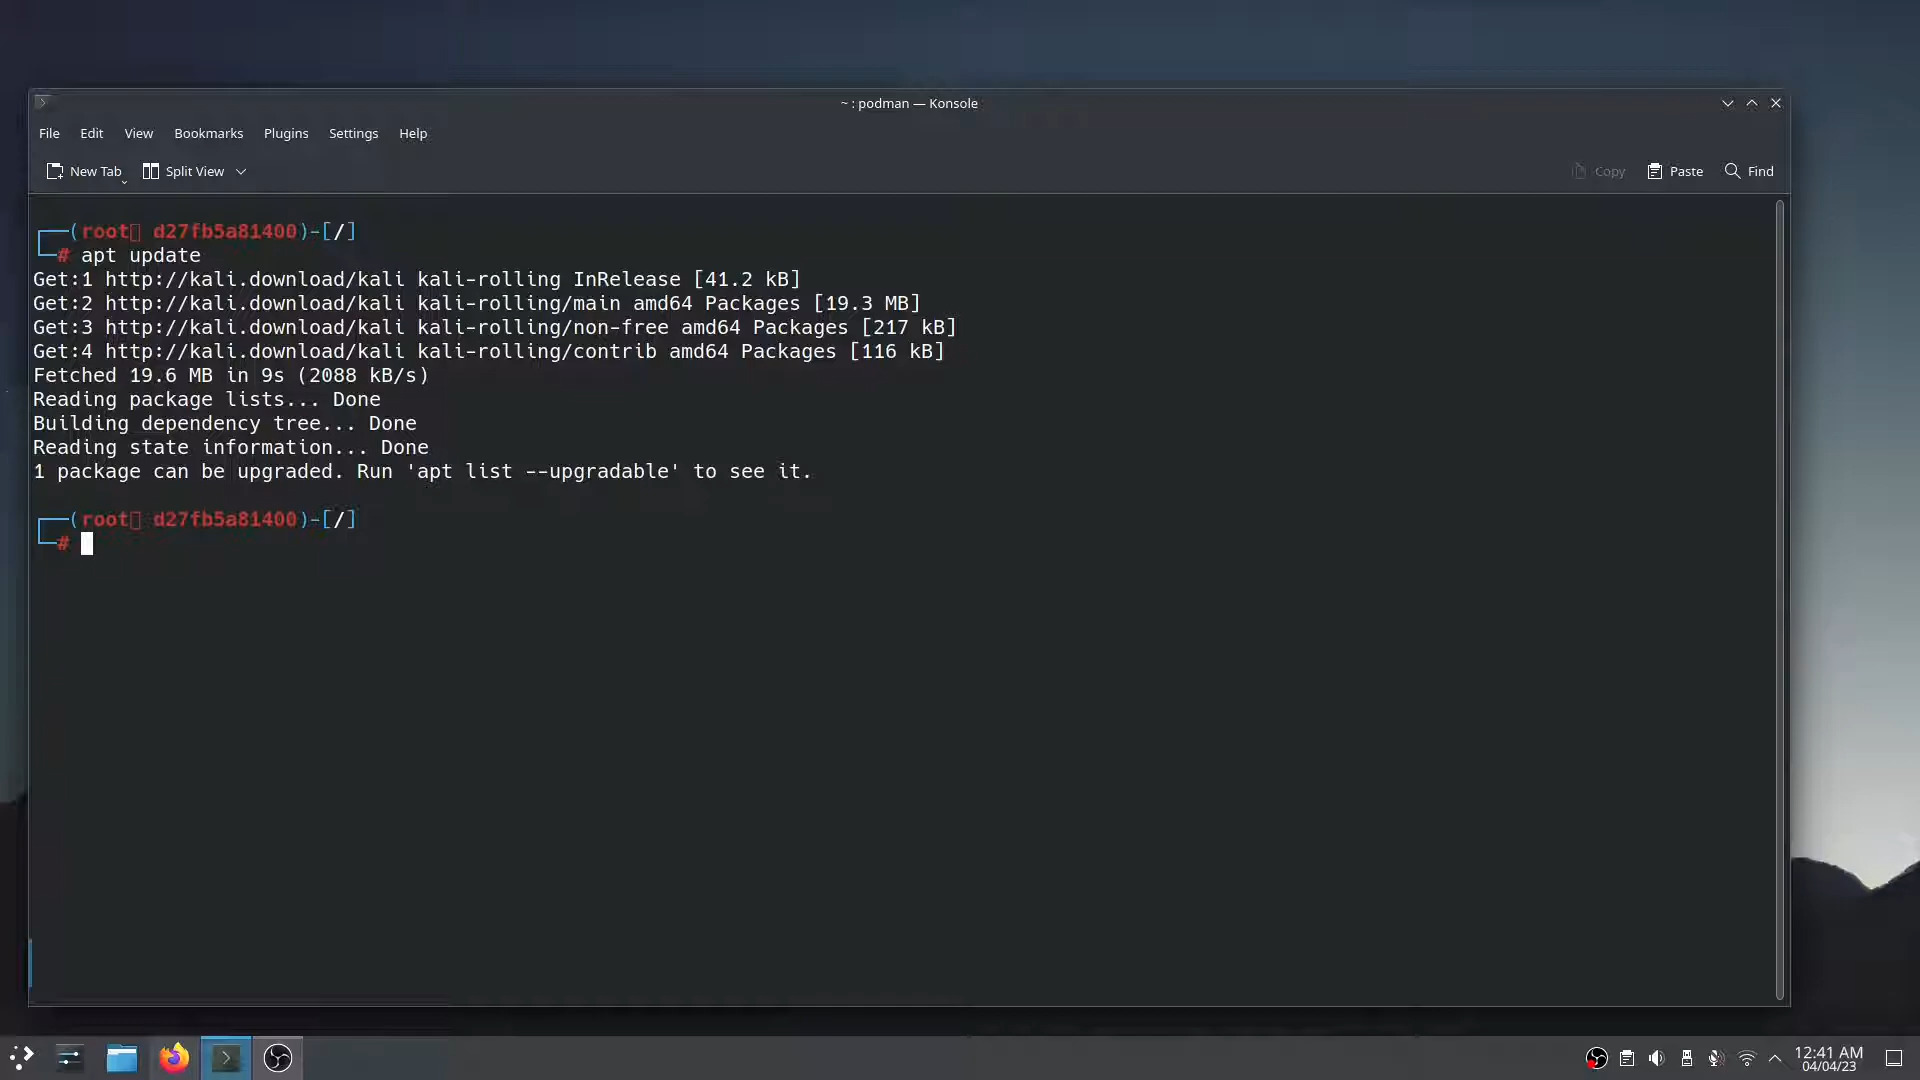 ~ : podman — Konsole
File Edit View Bookmarks Plugins Settings Help
New Tab Split View Copy Paste Find
┌──(root▯ d27fb5a81400)-[/]
└─# apt update
Get:1 http://kali.download/kali kali-rolling InRelease [41.2 kB]
Get:2 http://kali.download/kali kali-rolling/main amd64 Packages [19.3 MB]
Get:3 http://kali.download/kali kali-rolling/non-free amd64 Packages [217 kB]
Get:4 http://kali.download/kali kali-rolling/contrib amd64 Packages [116 kB]
Fetched 19.6 MB in 9s (2088 kB/s)
Reading package lists... Done
Building dependency tree... Done
Reading state information... Done
1 package can be upgraded. Run 'apt list --upgradable' to see it.
┌──(root▯ d27fb5a81400)-[/]
└─#
12:41 AM
04/04/23